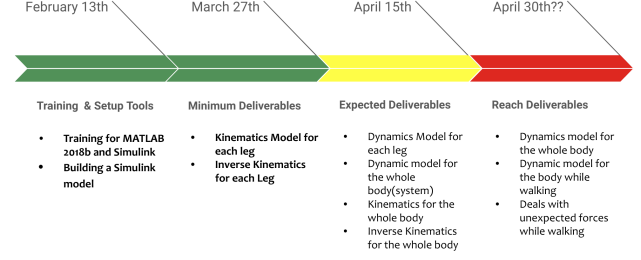 February 13th
March 27th
April 15th
April 30th??
Training & Setup Tools
• Training for MATLAB
2018b and Simulink
• Building a Simulink
model
Minimum Deliverables
• Kinematics Model for
each leg
• Inverse Kinematics
for each Leg
Expected Deliverables
• Dynamics Model for
each leg
• Dynamic model for
the whole
body(system)
• Kinematics for the
whole body
• Inverse Kinematics
for the whole body
Reach Deliverables
• Dynamics model for
the whole body
• Dynamic model for
the body while
walking
• Deals with
unexpected forces
while walking